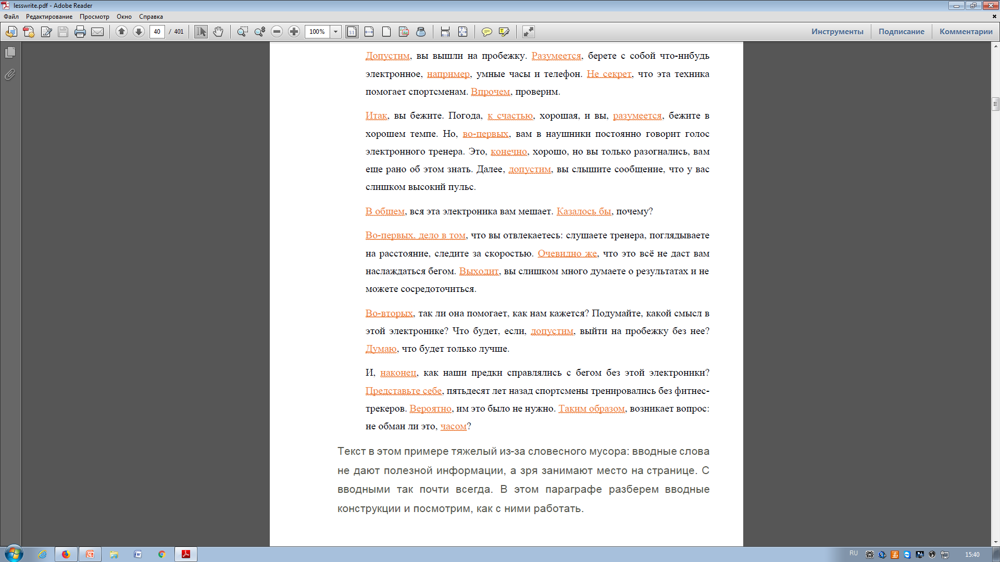 lesswrite.pdf - Adobe Reader
Файл Редактирование Просмотр Окно Справка
40 / 401 100% Инструменты Подписание Комментарии
Допустим, вы вышли на пробежку. Разумеется, берете с собой что-нибудь
электронное, например, умные часы и телефон. Не секрет, что эта техника
помогает спортсменам. Впрочем, проверим.
Итак, вы бежите. Погода, к счастью, хорошая, и вы, разумеется, бежите в
хорошем темпе. Но, во-первых, вам в наушники постоянно говорит голос
электронного тренера. Это, конечно, хорошо, но вы только разогнались, вам
еще рано об этом знать. Далее, допустим, вы слышите сообщение, что у вас
слишком высокий пульс.
В общем, вся эта электроника вам мешает. Казалось бы, почему?
Во-первых, дело в том, что вы отвлекаетесь: слушаете тренера, поглядываете
на расстояние, следите за скоростью. Очевидно же, что это всё не даст вам
наслаждаться бегом. Выходит, вы слишком много думаете о результатах и не
можете сосредоточиться.
Во-вторых, так ли она помогает, как нам кажется? Подумайте, какой смысл в
этой электронике? Что будет, если, допустим, выйти на пробежку без нее?
Думаю, что будет только лучше.
И, наконец, как наши предки справлялись с бегом без этой электроники?
Представьте себе, пятьдесят лет назад спортсмены тренировались без фитнес-
трекеров. Вероятно, им это было не нужно. Таким образом, возникает вопрос:
не обман ли это, часом?
Текст в этом примере тяжелый из-за словесного мусора: вводные слова
не дают полезной информации, а зря занимают место на странице. С
вводными так почти всегда. В этом параграфе разберем вводные
конструкции и посмотрим, как с ними работать.
RU 15:40